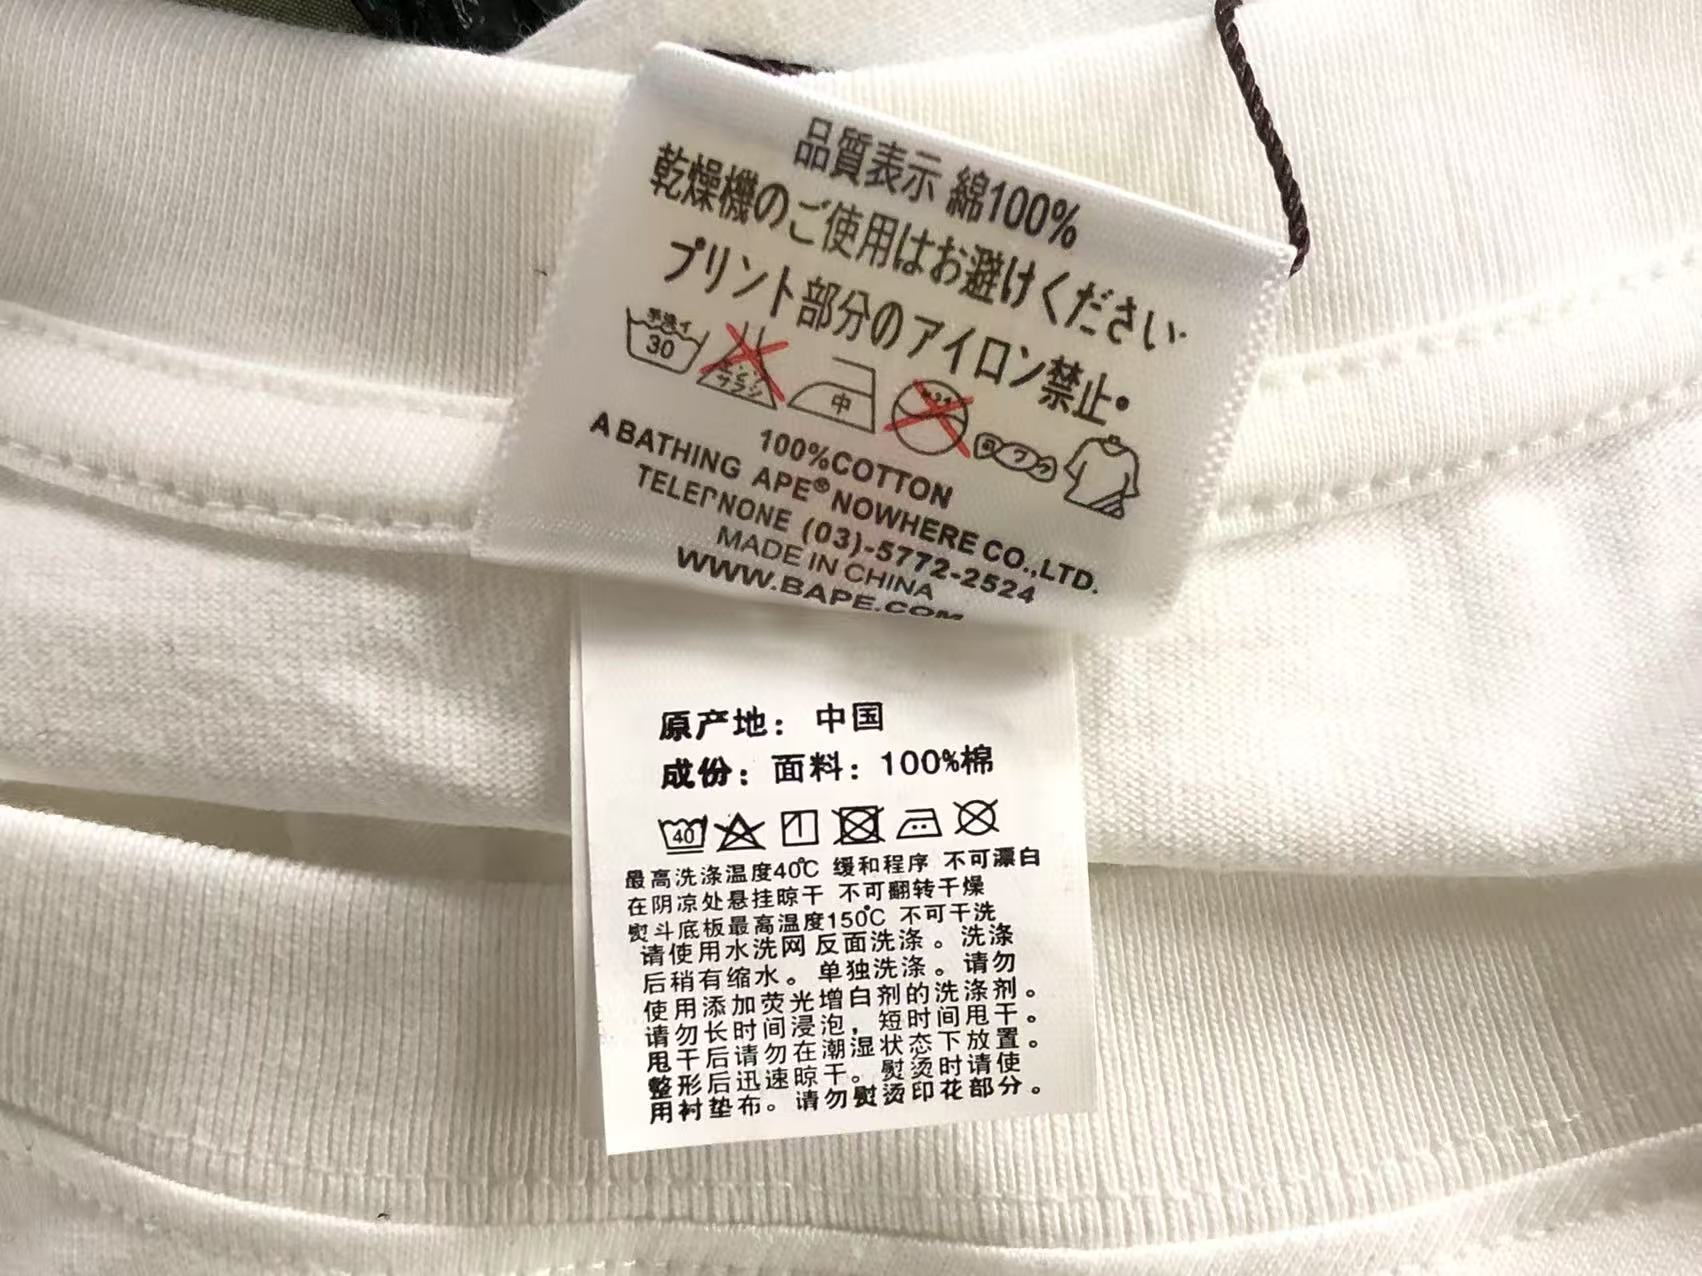 品質表示 綿100%
乾燥機のご使用はお避けください.
プリント部分のアイロン禁止•
手洗イ
30
中
100%COTTON
A BATHING APE® NOWHERE CO.,LTD.
TELEPNONE (03)-5772-2524
MADE IN CHINA
WWW.BAPE.COM
原产地：中国
成份：面料：100%棉
40
最高洗涤温度40℃ 缓和程序 不可漂白
在阴凉处悬挂晾干 不可翻转干燥
熨斗底板最高温度150℃ 不可干洗
请使用水洗网 反面洗涤。洗涤
后稍有缩水。单独洗涤。请勿
使用添加荧光增白剂的洗涤剂。
请勿长时间浸泡，短时间甩干。
甩干后请勿在潮湿状态下放置。
整形后迅速晾干。熨烫时请使
用衬垫布。请勿熨烫印花部分。